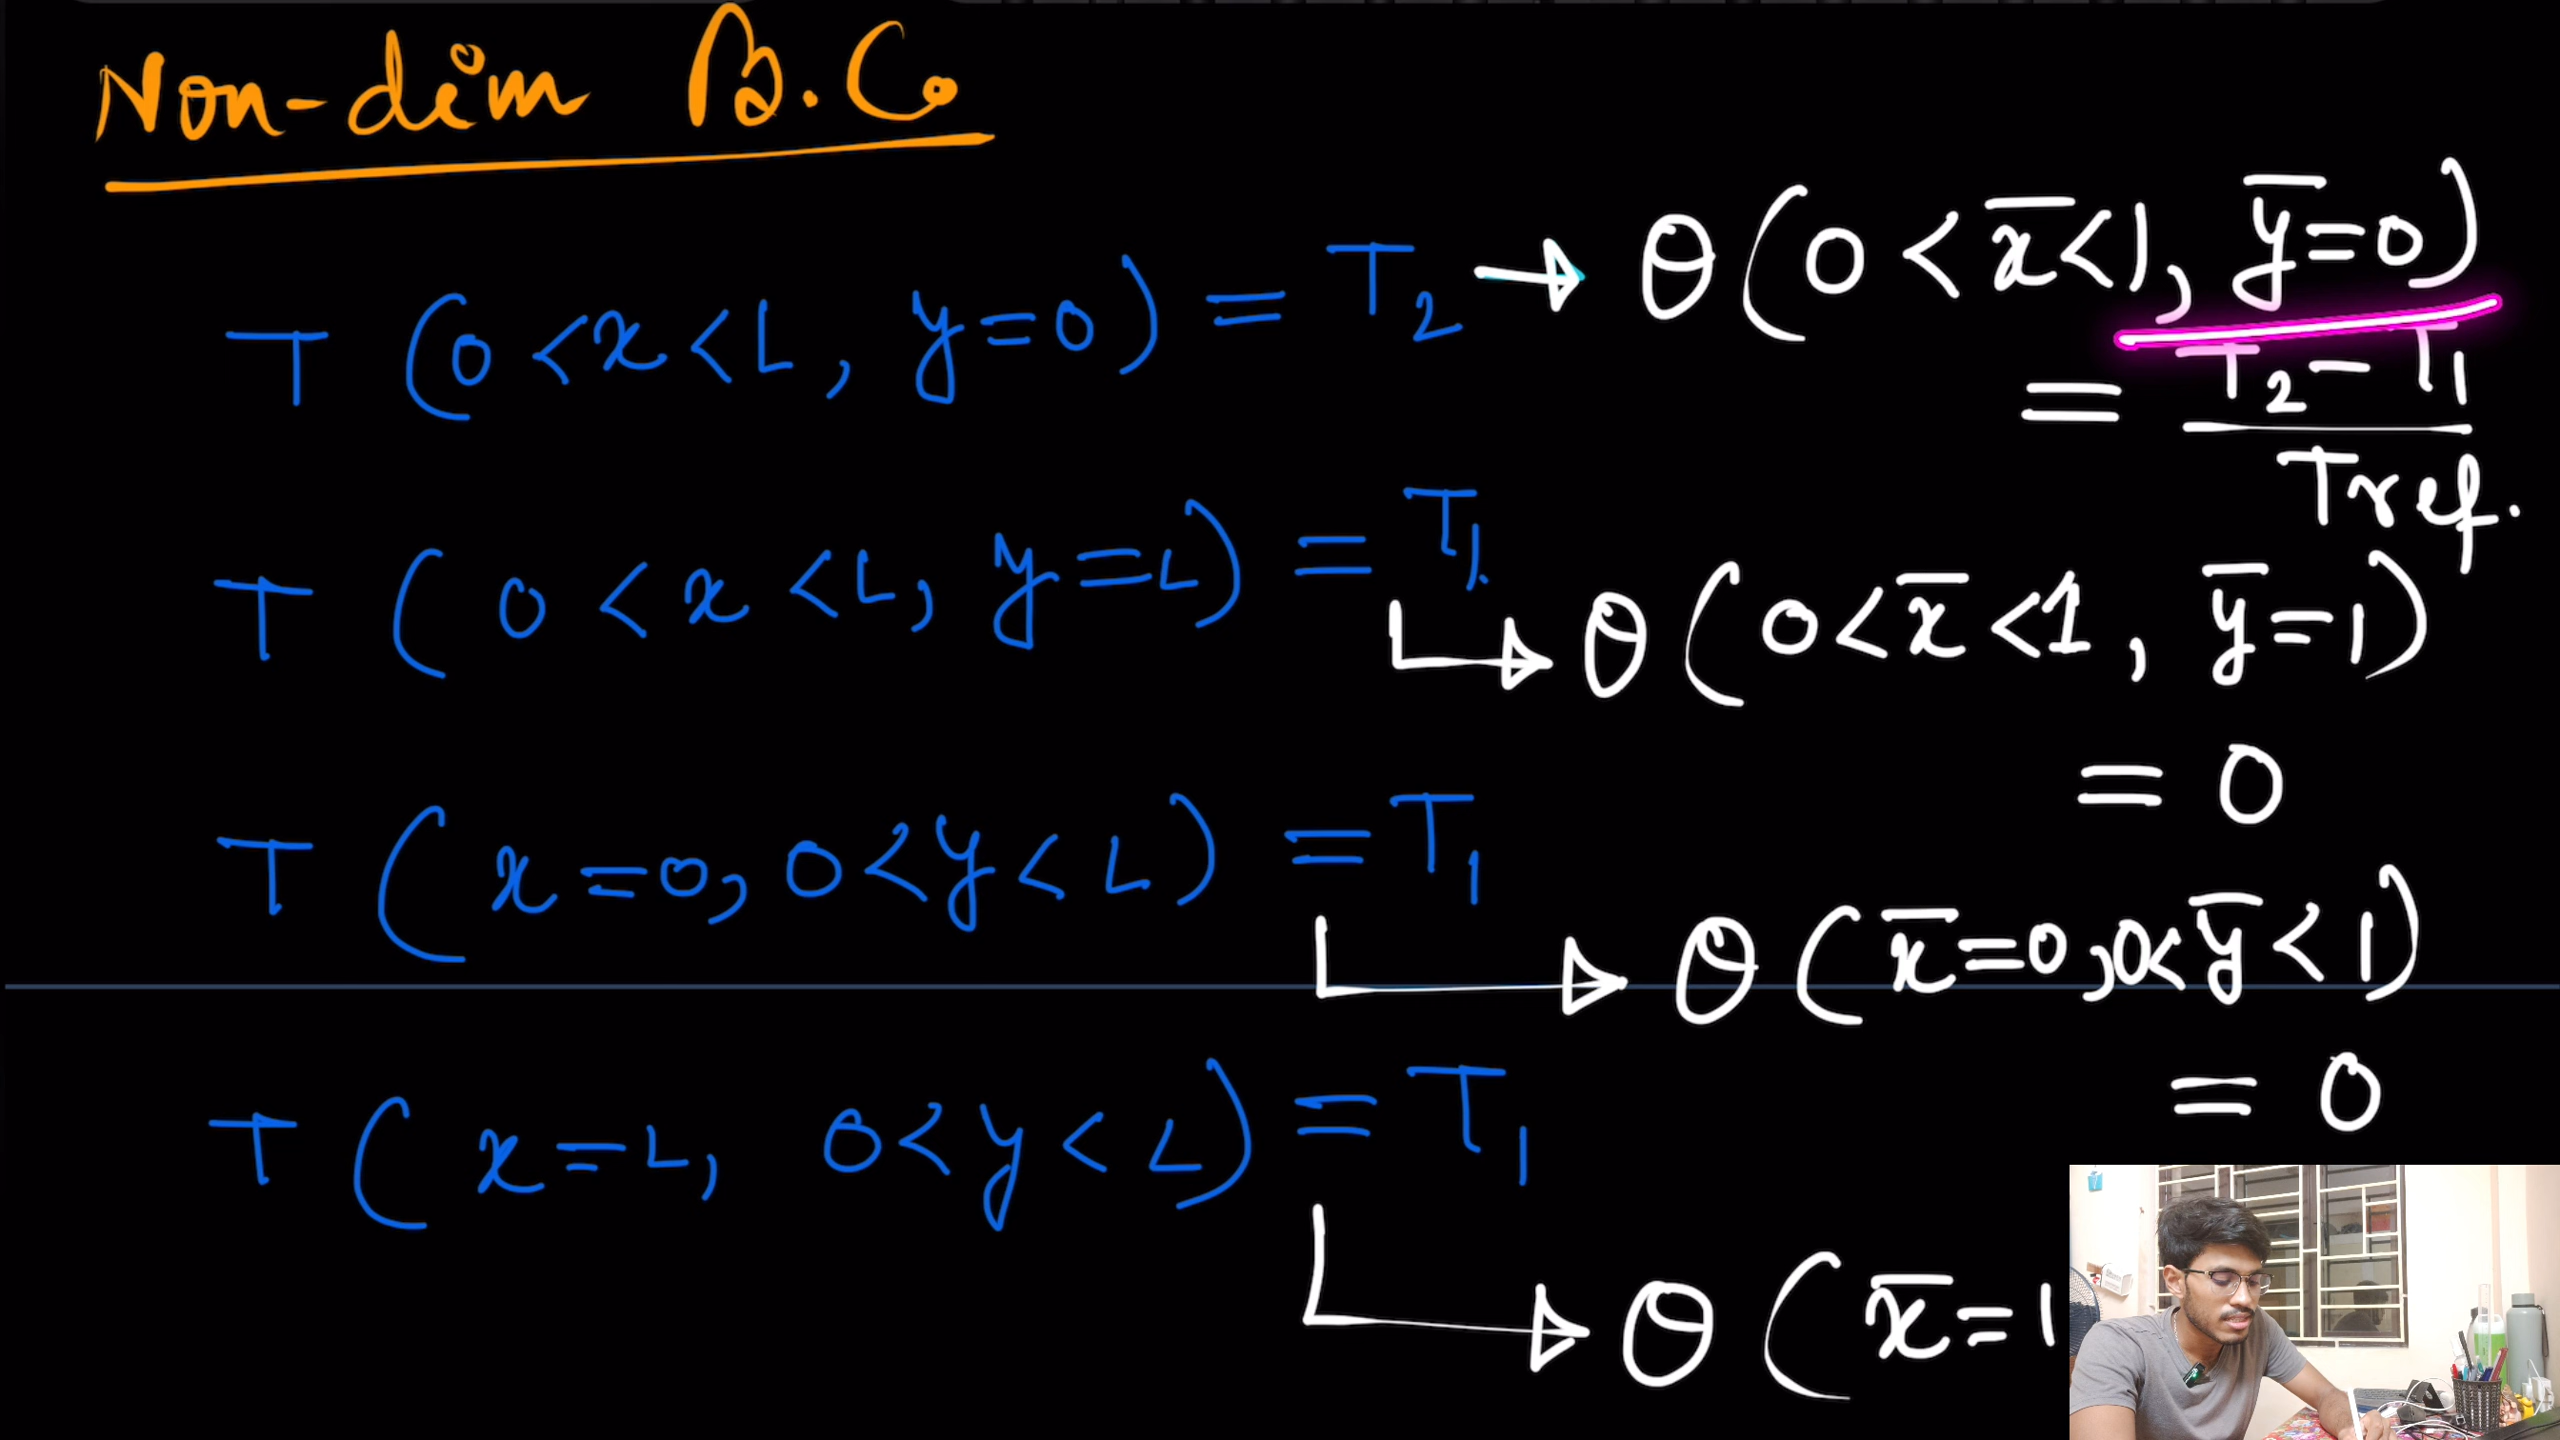 Non-dim B.C.
T (0 < x < L, y = 0) = T₂ → θ (0 < x̅ < 1, y̅ = 0)
= (T₂ - T₁) / Tref.
T (0 < x < L, y = L) = T₁.
↳ θ (0 < x̅ < 1, y̅ = 1)
= 0
T (x = 0, 0 < y < L) = T₁
↳ θ (x̅ = 0, 0 < y̅ < 1)
= 0
T (x = L, 0 < y < L) = T₁
↳ θ (x̅ = 1